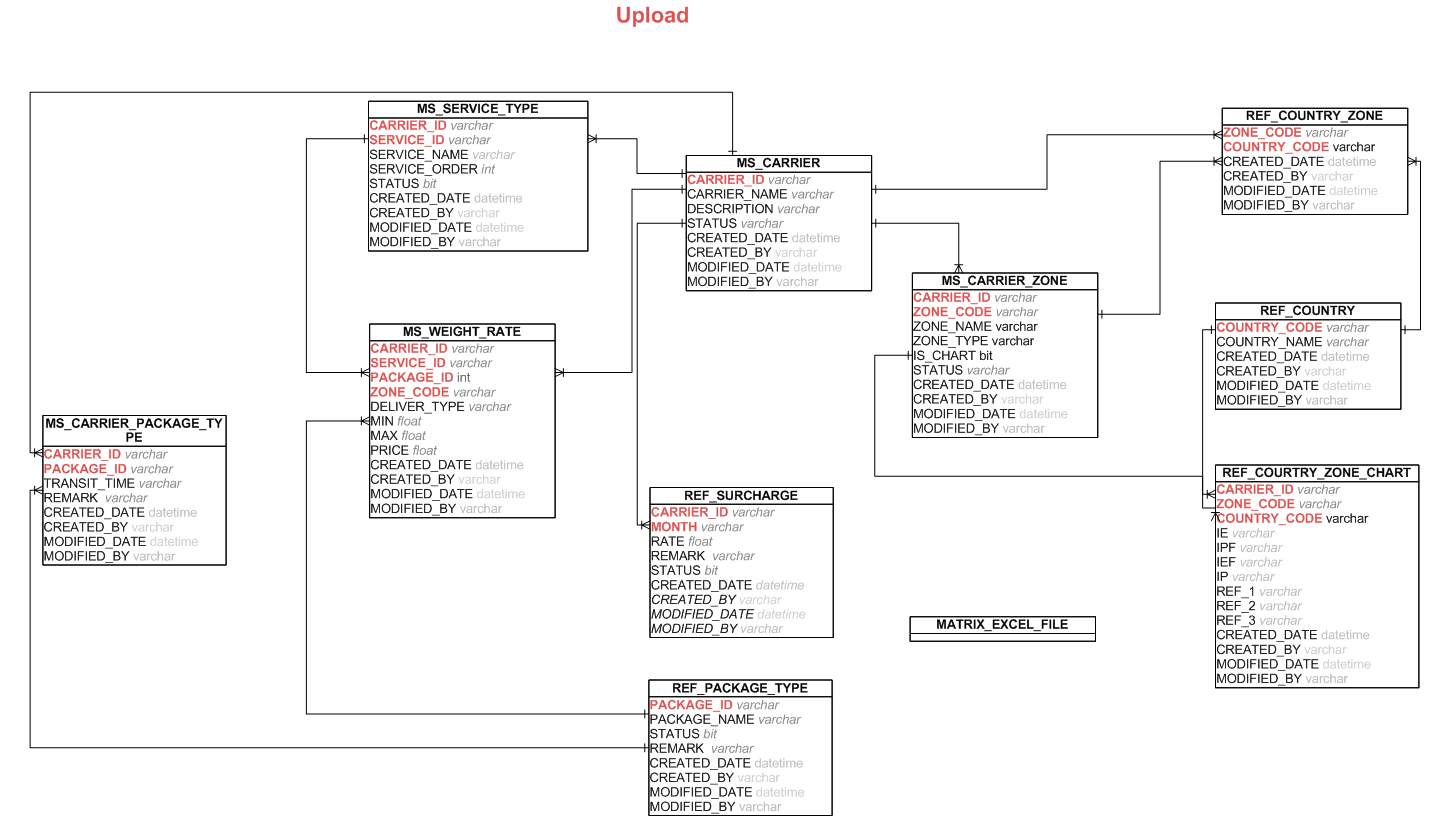 Upload
MS_SERVICE_TYPE
CARRIER_ID varchar
SERVICE_ID varchar
SERVICE_NAME varchar
SERVICE_ORDER int
STATUS bit
CREATED_DATE datetime
CREATED_BY varchar
MODIFIED_DATE datetime
MODIFIED_BY varchar
MS_CARRIER
CARRIER_ID varchar
CARRIER_NAME varchar
DESCRIPTION varchar
STATUS varchar
CREATED_DATE datetime
CREATED_BY varchar
MODIFIED_DATE datetime
MODIFIED_BY varchar
REF_COUNTRY_ZONE
ZONE_CODE varchar
COUNTRY_CODE varchar
CREATED_DATE datetime
CREATED_BY varchar
MODIFIED_DATE datetime
MODIFIED_BY varchar
MS_CARRIER_ZONE
CARRIER_ID varchar
ZONE_CODE varchar
ZONE_NAME varchar
ZONE_TYPE varchar
IS_CHART bit
STATUS varchar
CREATED_DATE datetime
CREATED_BY varchar
MODIFIED_DATE datetime
MODIFIED_BY varchar
REF_COUNTRY
COUNTRY_CODE varchar
COUNTRY_NAME varchar
CREATED_DATE datetime
CREATED_BY varchar
MODIFIED_DATE datetime
MODIFIED_BY varchar
MS_WEIGHT_RATE
CARRIER_ID varchar
SERVICE_ID varchar
PACKAGE_ID int
ZONE_CODE varchar
DELIVER_TYPE varchar
MIN float
MAX float
PRICE float
CREATED_DATE datetime
CREATED_BY varchar
MODIFIED_DATE datetime
MODIFIED_BY varchar
MS_CARRIER_PACKAGE_TY
PE
CARRIER_ID varchar
PACKAGE_ID varchar
TRANSIT_TIME varchar
REMARK varchar
CREATED_DATE datetime
CREATED_BY varchar
MODIFIED_DATE datetime
MODIFIED_BY varchar
REF_SURCHARGE
CARRIER_ID varchar
MONTH varchar
RATE float
REMARK varchar
STATUS bit
CREATED_DATE datetime
CREATED_BY varchar
MODIFIED_DATE datetime
MODIFIED_BY varchar
REF_COURTRY_ZONE_CHART
CARRIER_ID varchar
ZONE_CODE varchar
COUNTRY_CODE varchar
IE varchar
IPF varchar
IEF varchar
IP varchar
REF_1 varchar
REF_2 varchar
REF_3 varchar
CREATED_DATE datetime
CREATED_BY varchar
MODIFIED_DATE datetime
MODIFIED_BY varchar
MATRIX_EXCEL_FILE
REF_PACKAGE_TYPE
PACKAGE_ID varchar
PACKAGE_NAME varchar
STATUS bit
REMARK varchar
CREATED_DATE datetime
CREATED_BY varchar
MODIFIED_DATE datetime
MODIFIED_BY varchar